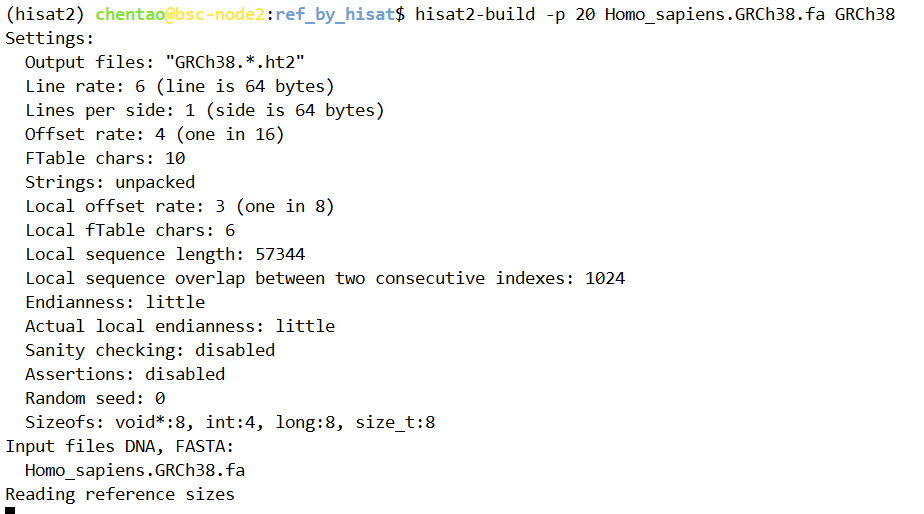 (hisat2) chentao@bsc-node2:ref_by_hisat$ hisat2-build -p 20 Homo_sapiens.GRCh38.fa GRCh38
Settings:
  Output files: "GRCh38.*.ht2"
  Line rate: 6 (line is 64 bytes)
  Lines per side: 1 (side is 64 bytes)
  Offset rate: 4 (one in 16)
  FTable chars: 10
  Strings: unpacked
  Local offset rate: 3 (one in 8)
  Local fTable chars: 6
  Local sequence length: 57344
  Local sequence overlap between two consecutive indexes: 1024
  Endianness: little
  Actual local endianness: little
  Sanity checking: disabled
  Assertions: disabled
  Random seed: 0
  Sizeofs: void*:8, int:4, long:8, size_t:8
Input files DNA, FASTA:
  Homo_sapiens.GRCh38.fa
Reading reference sizes